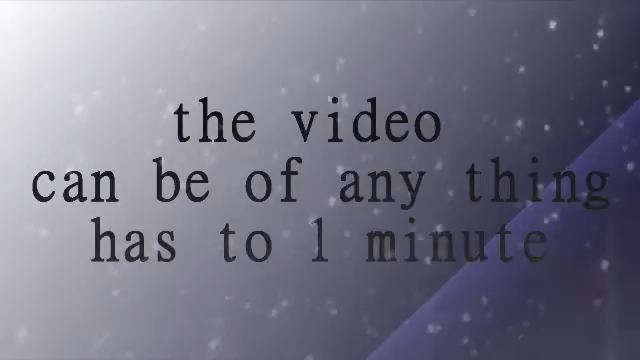 the video
can be of any thing
has to 1 minute